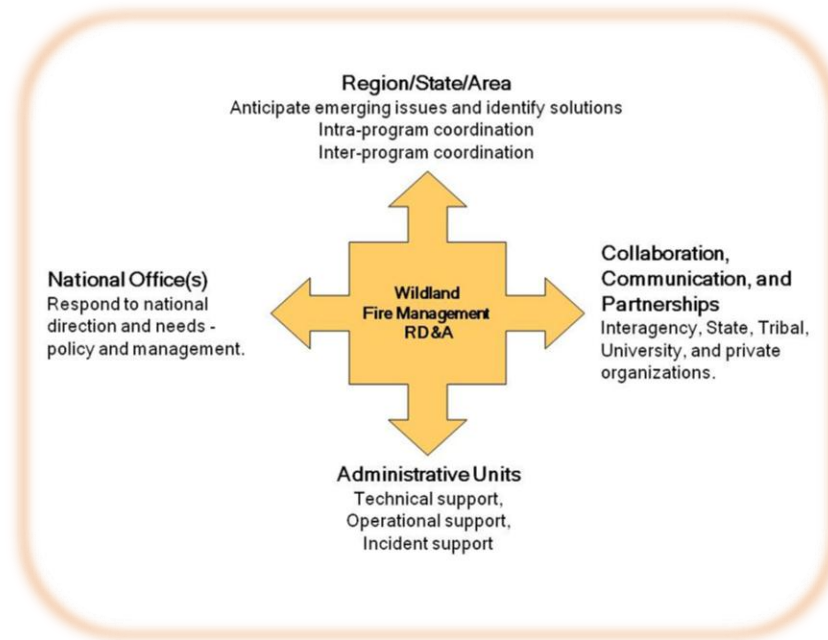 Region/State/Area
Anticipate emerging issues and identify solutions
Intra-program coordination
Inter-program coordination
National Office(s)
Respond to national
direction and needs -
policy and management.
Wildland
Fire Management
RD&A
Collaboration,
Communication, and
Partnerships
Interagency, State, Tribal,
University, and private
organizations.
Administrative Units
Technical support,
Operational support,
Incident support